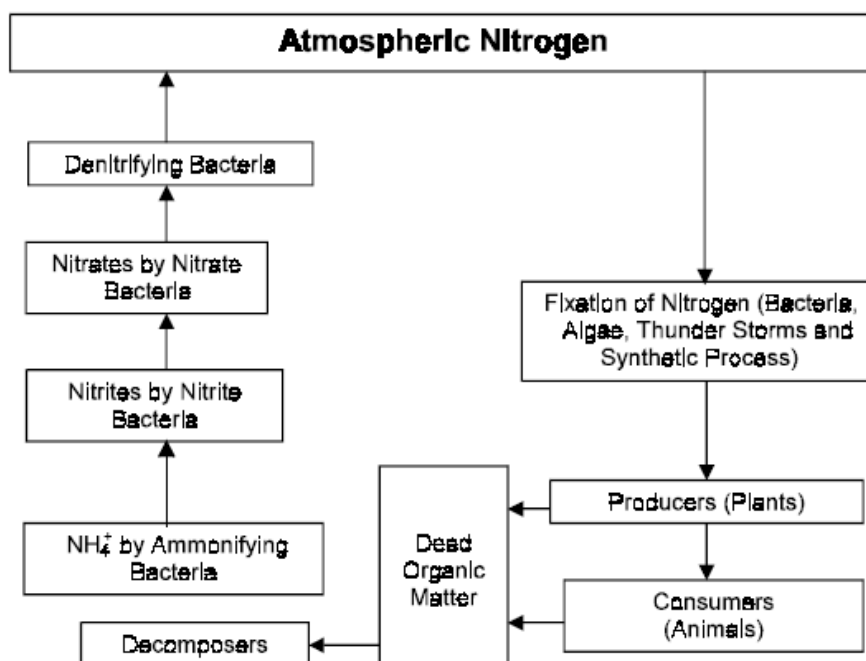 Atmospheric Nitrogen
Denitrifying Bacteria
Nitrates by Nitrate
Bacteria
Fixation of Nitrogen (Bacteria,
Algae, Thunder Storms and
Synthetic Process)
Nitrites by Nitrite
Bacteria
Producers (Plants)
NH₄⁺ by Ammonifying
Bacteria
Dead
Organic
Matter
Consumers
(Animals)
Decomposers